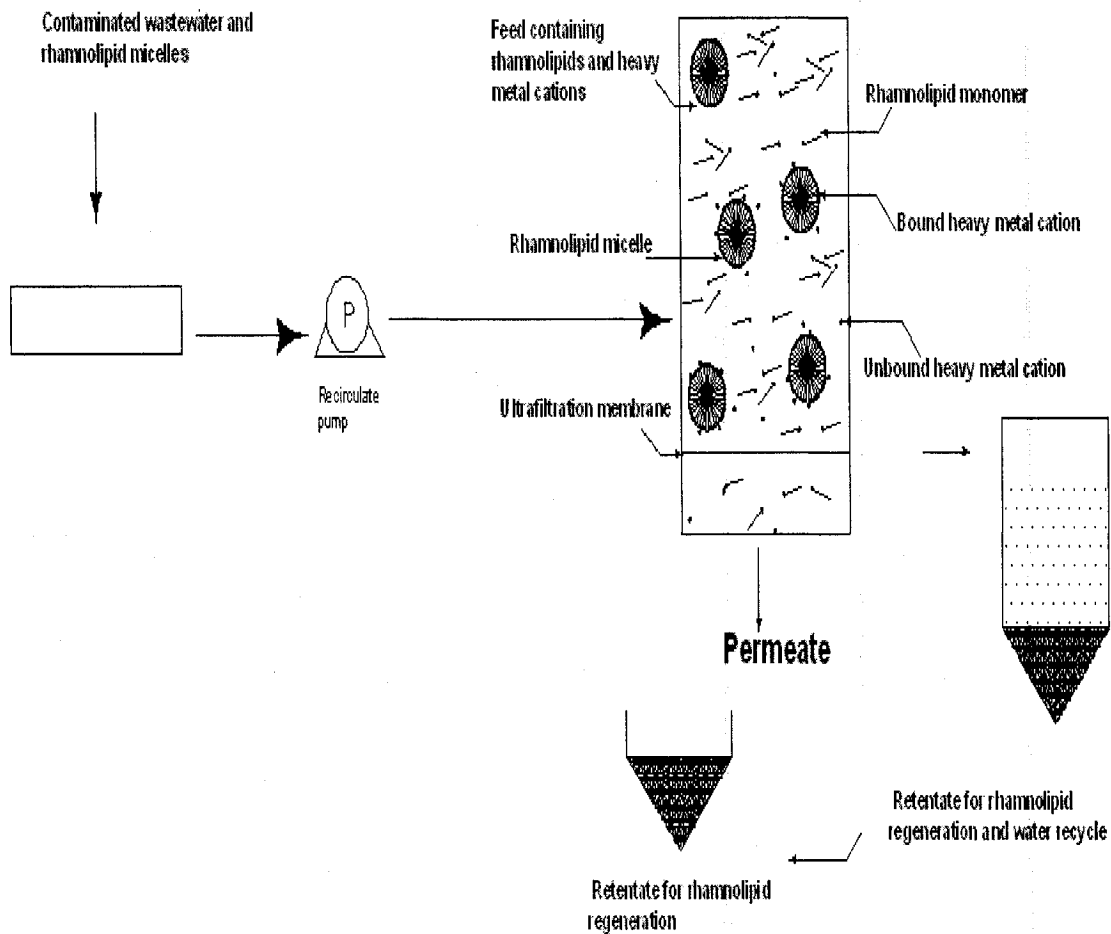 Contaminated wastewater and
rhamnolipid micelles
Feed containing
rhamnolipids and heavy
metal cations
Rhamnolipid monomer
Bound heavy metal cation
Rhamnolipid micelle
P
Recirculate
pump
Unbound heavy metal cation
Ultrafiltration membrane
Permeate
Retentate for rhamnolipid
regeneration and water recycle
Retentate for rhamnolipid
regeneration